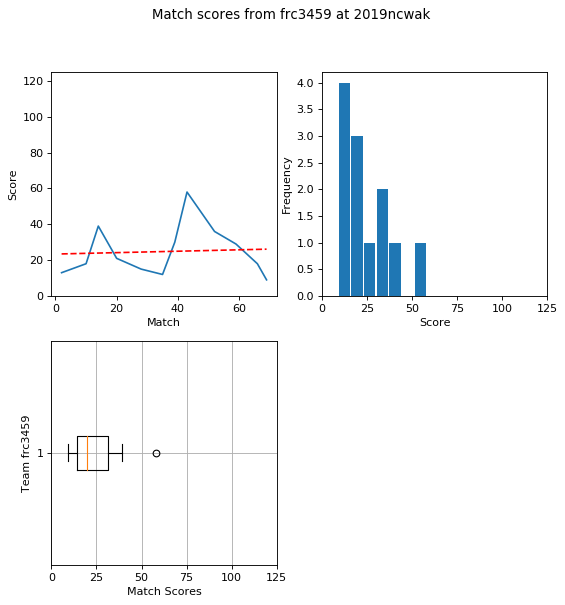 Match scores from frc3459 at 2019ncwak
120
100
80
60
40
20
0
Score
0 20 40 60
Match
4.0
3.5
3.0
2.5
2.0
1.5
1.0
0.5
0.0
Frequency
0 25 50 75 100 125
Score
Team frc3459
1
0 25 50 75 100 125
Match Scores